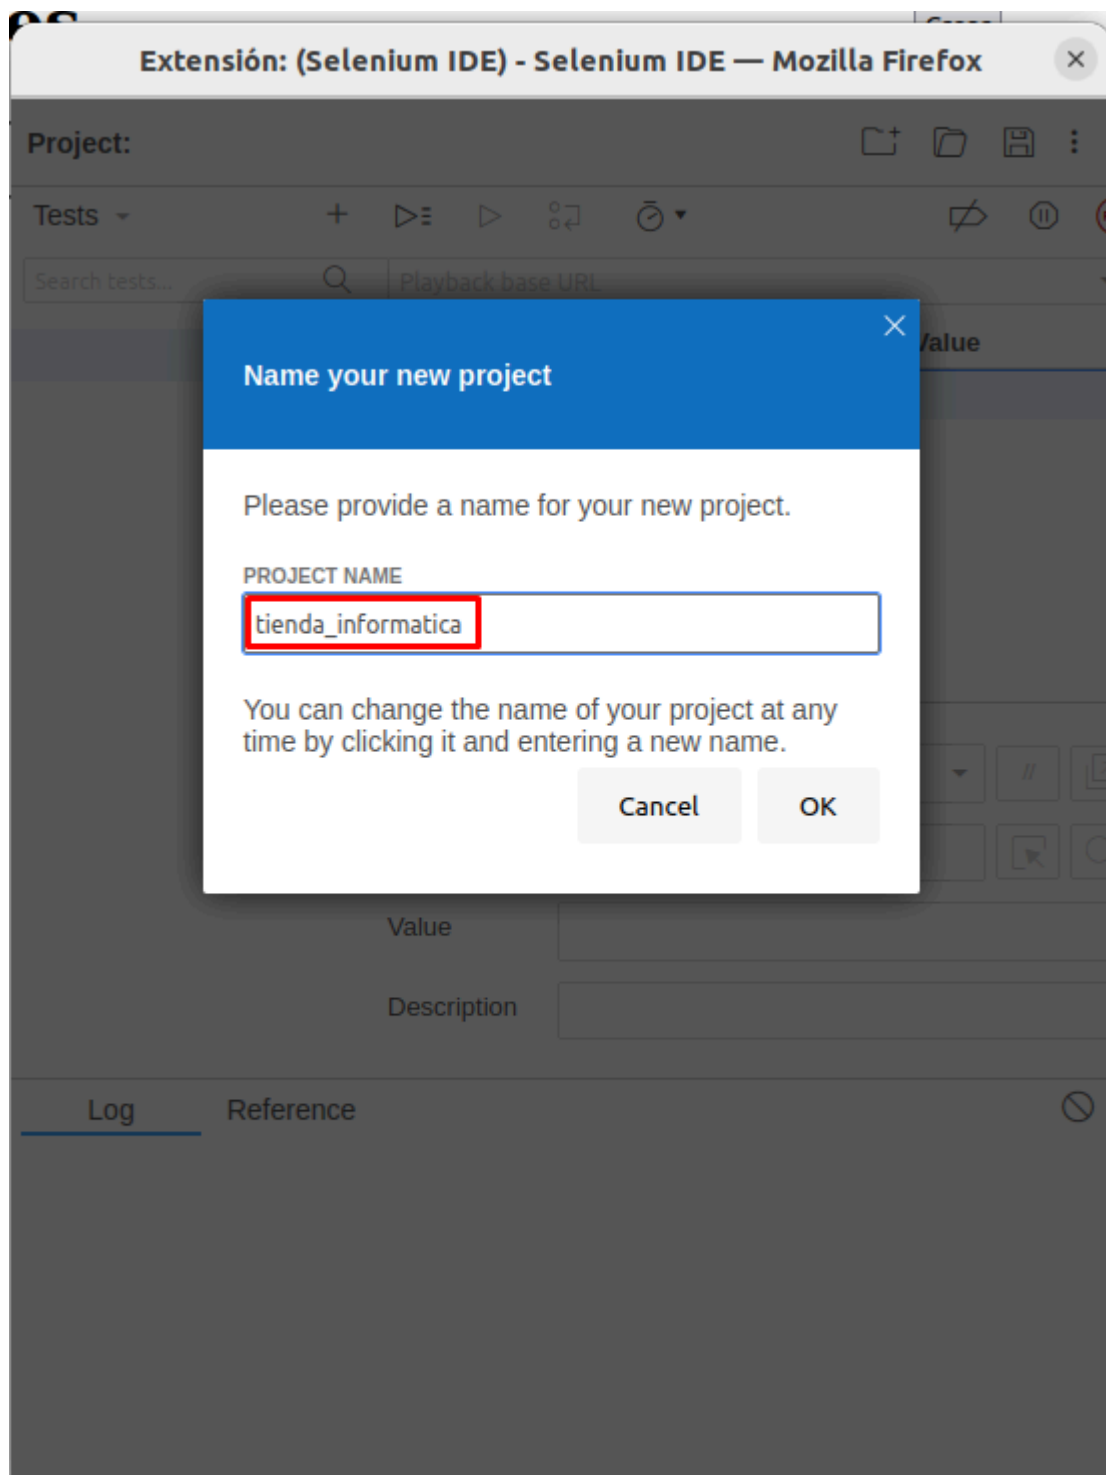 Extensión: (Selenium IDE) - Selenium IDE — Mozilla Firefox
Project:
Tests
Search tests...
Playback base URL
Value
Name your new project
Please provide a name for your new project.
PROJECT NAME
tienda_informatica
You can change the name of your project at any
time by clicking it and entering a new name.
Cancel
OK
//
Value
Description
Log
Reference